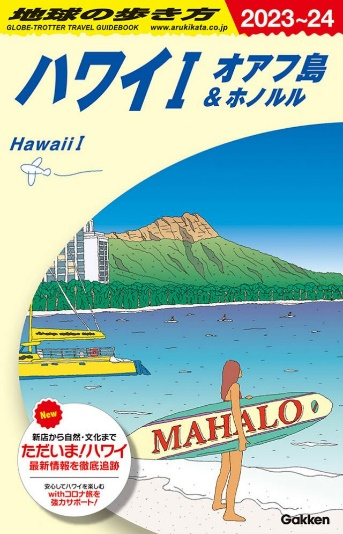 地球の歩き方
GLOBE-TROTTER TRAVEL GUIDEBOOK
www.arukikata.co.jp
2023~24
ハワイ I
オアフ島
&ホノルル
Hawaii I
MAHALO
New
新店から自然・文化まで
ただいま!ハワイ
最新情報を徹底追跡
安心してハワイを楽しむ
withコロナ旅を
強力サポート!
Gakken